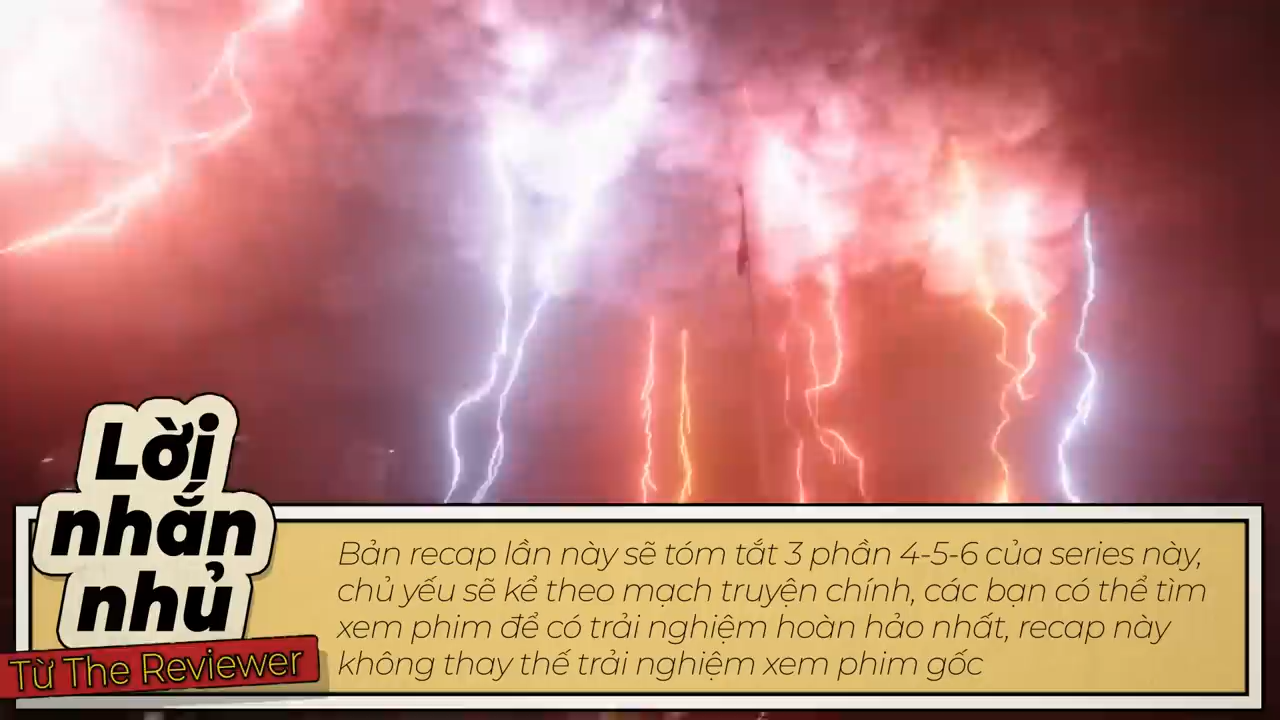 Lời
nhắn
nhủ
Từ The Reviewer
Bản recap lần này sẽ tóm tắt 3 phần 4-5-6 của series này,
chủ yếu sẽ kể theo mạch truyện chính, các bạn có thể tìm
xem phim để có trải nghiệm hoàn hảo nhất, recap này
không thay thế trải nghiệm xem phim gốc